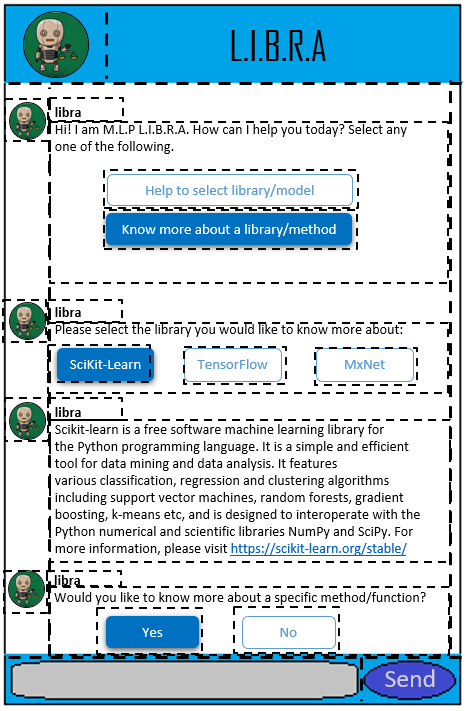 L.I.B.R.A
libra
Hi! I am M.L.P L.I.B.R.A. How can I help you today? Select any
one of the following.
Help to select library/model
Know more about a library/method
libra
Please select the library you would like to know more about:
SciKit-Learn TensorFlow MxNet
libra
Scikit-learn is a free software machine learning library for
the Python programming language. It is a simple and efficient
tool for data mining and data analysis. It features
various classification, regression and clustering algorithms
including support vector machines, random forests, gradient
boosting, k-means etc, and is designed to interoperate with the
Python numerical and scientific libraries NumPy and SciPy. For
more information, please visit https://scikit-learn.org/stable/
libra
Would you like to know more about a specific method/function?
Yes No
Send